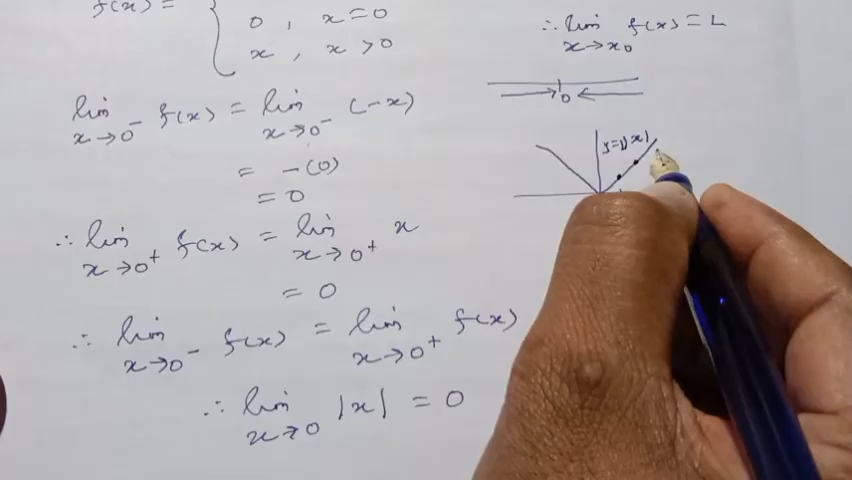 f(x) =
0 , x=0
x , x>0
lim x→0⁻ f(x) = lim x→0⁻ (-x)
= -(0)
= 0
∴ lim x→0⁺ f(x) = lim x→0⁺ x
= 0
∴ lim x→0⁻ f(x) = lim x→0⁺ f(x)
∴ lim x→0 |x| = 0
∴ lim x→x₀ f(x) = L
0